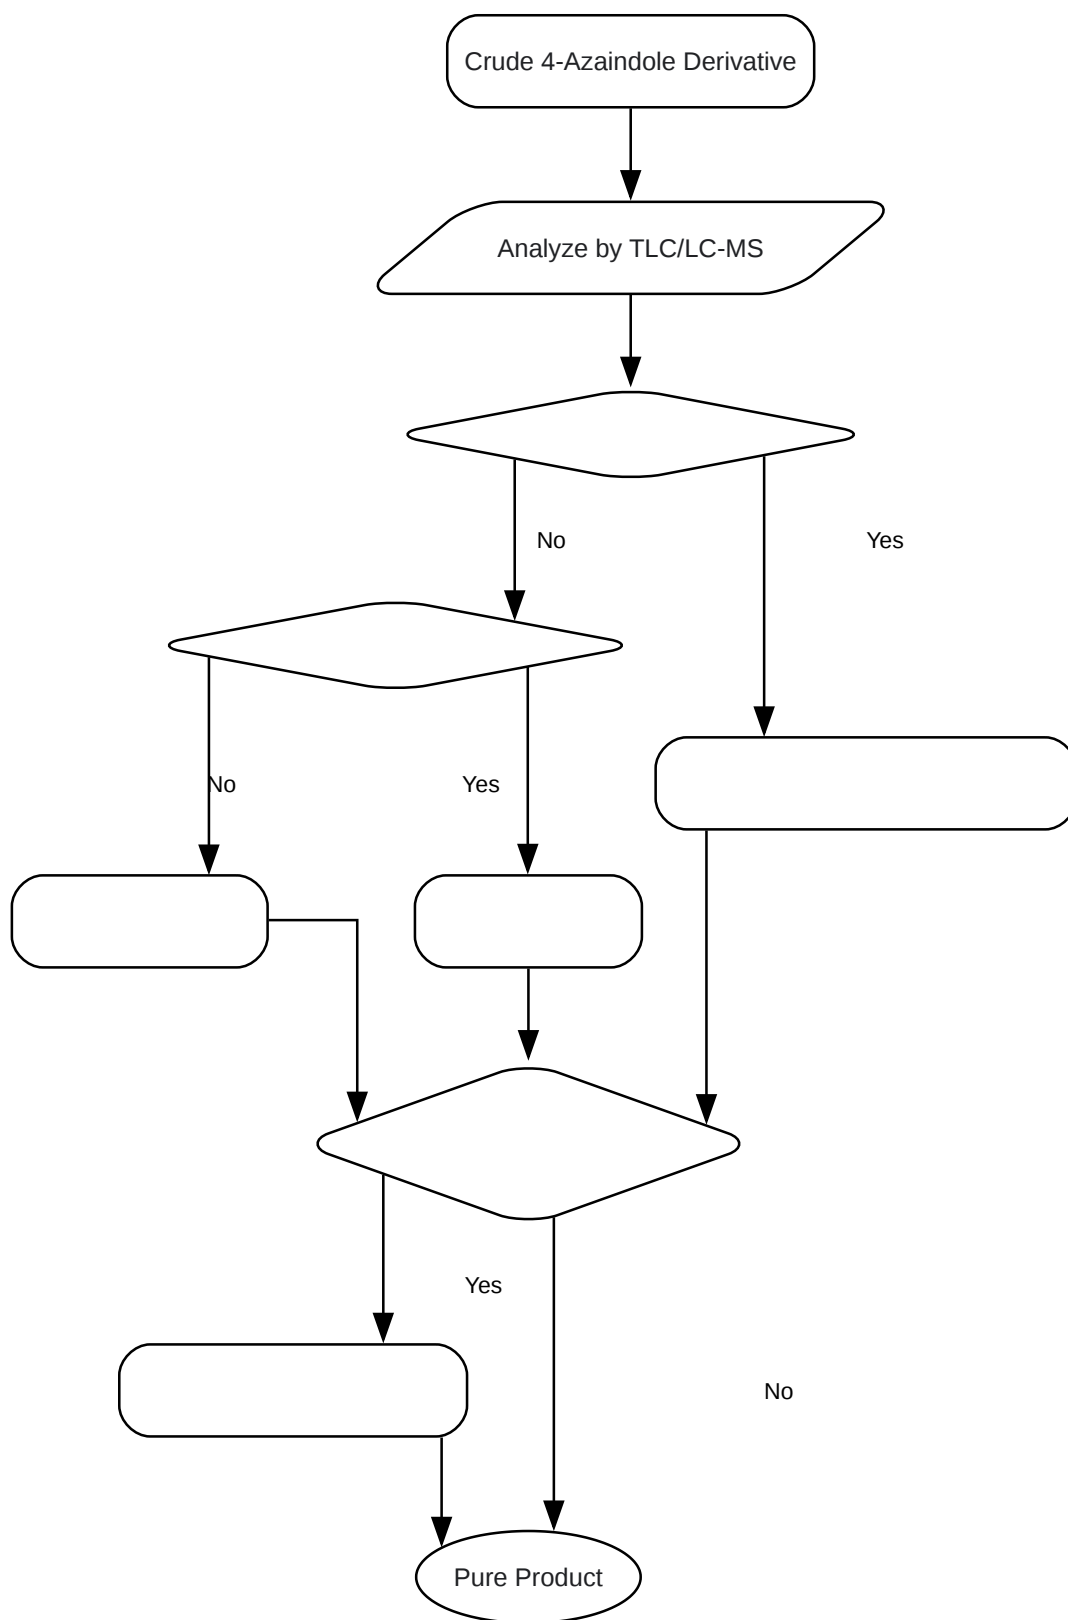 Crude 4-Azaindole Derivative
Analyze by TLC/LC-MS
No
Yes
No
Yes
Yes
No
Pure Product